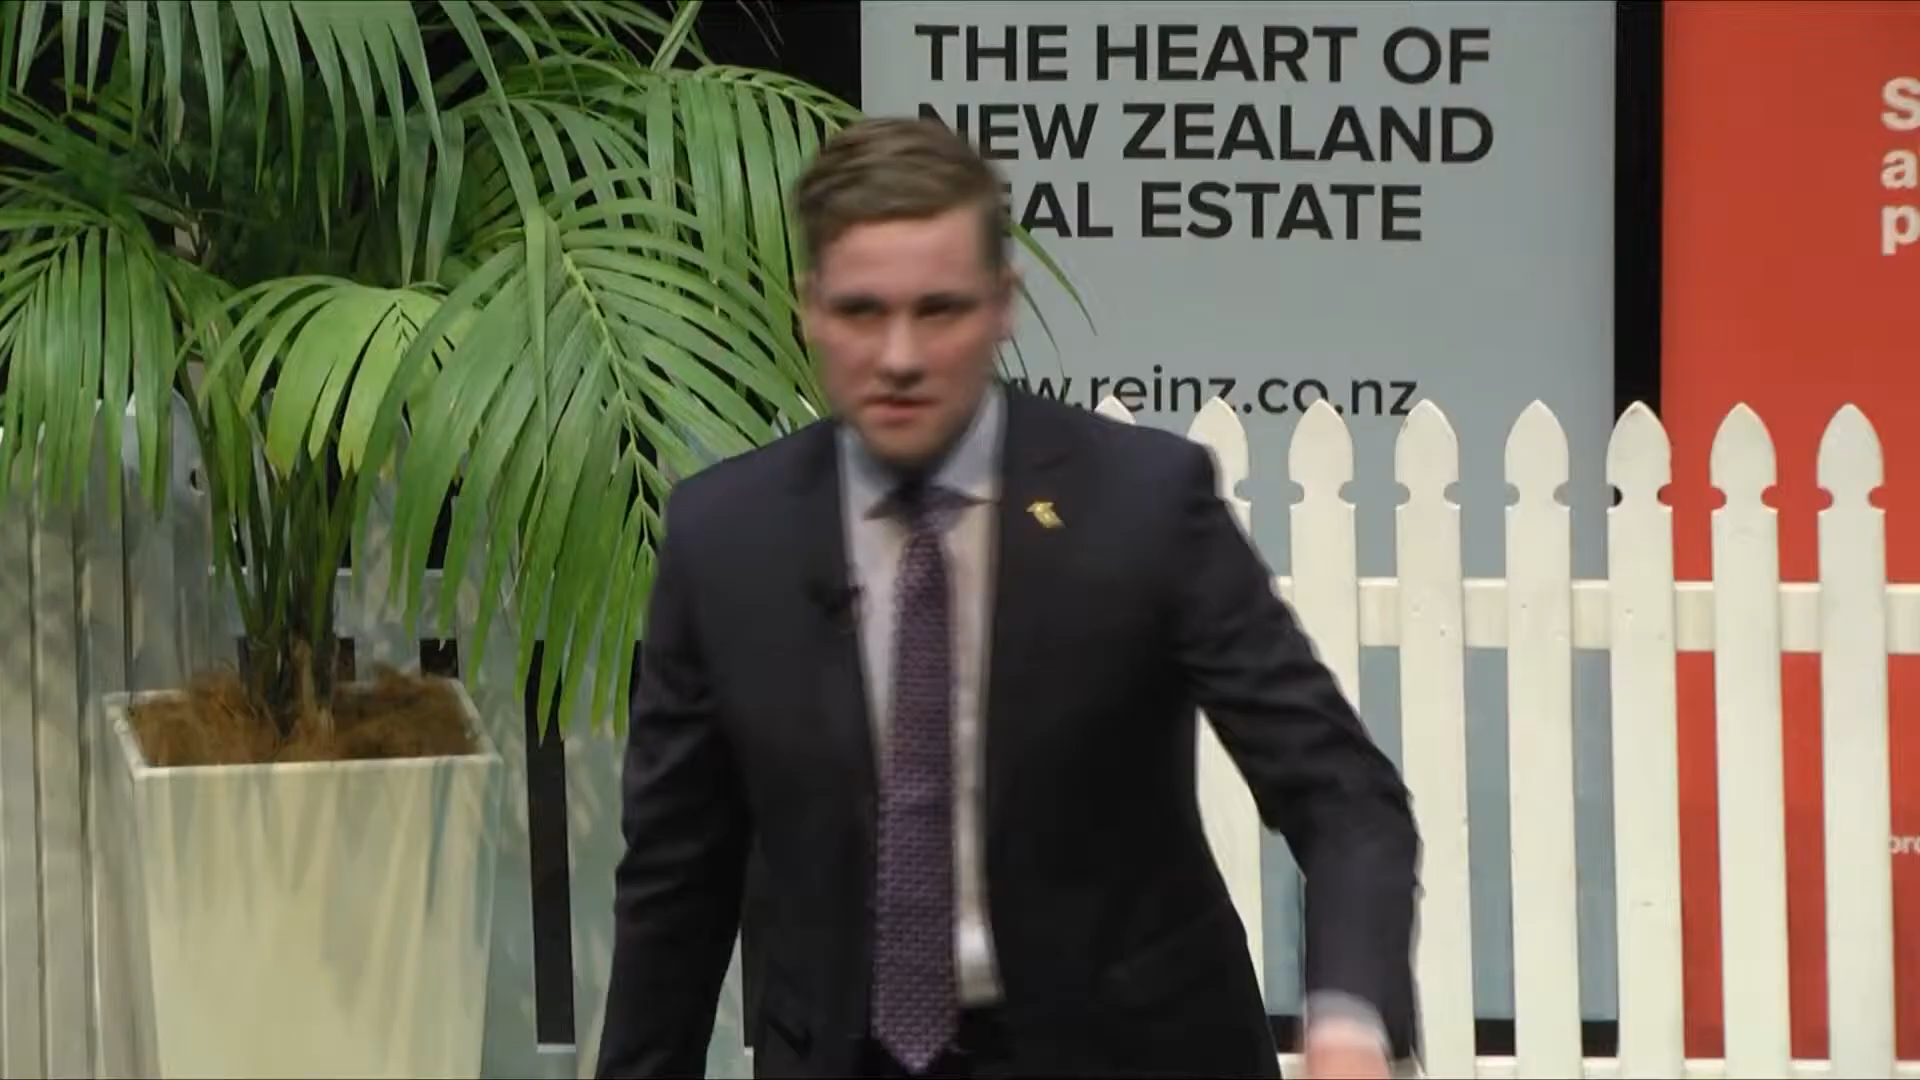 THE HEART OF
NEW ZEALAND
EAL ESTATE
w.reinz.co.nz
S
a
p